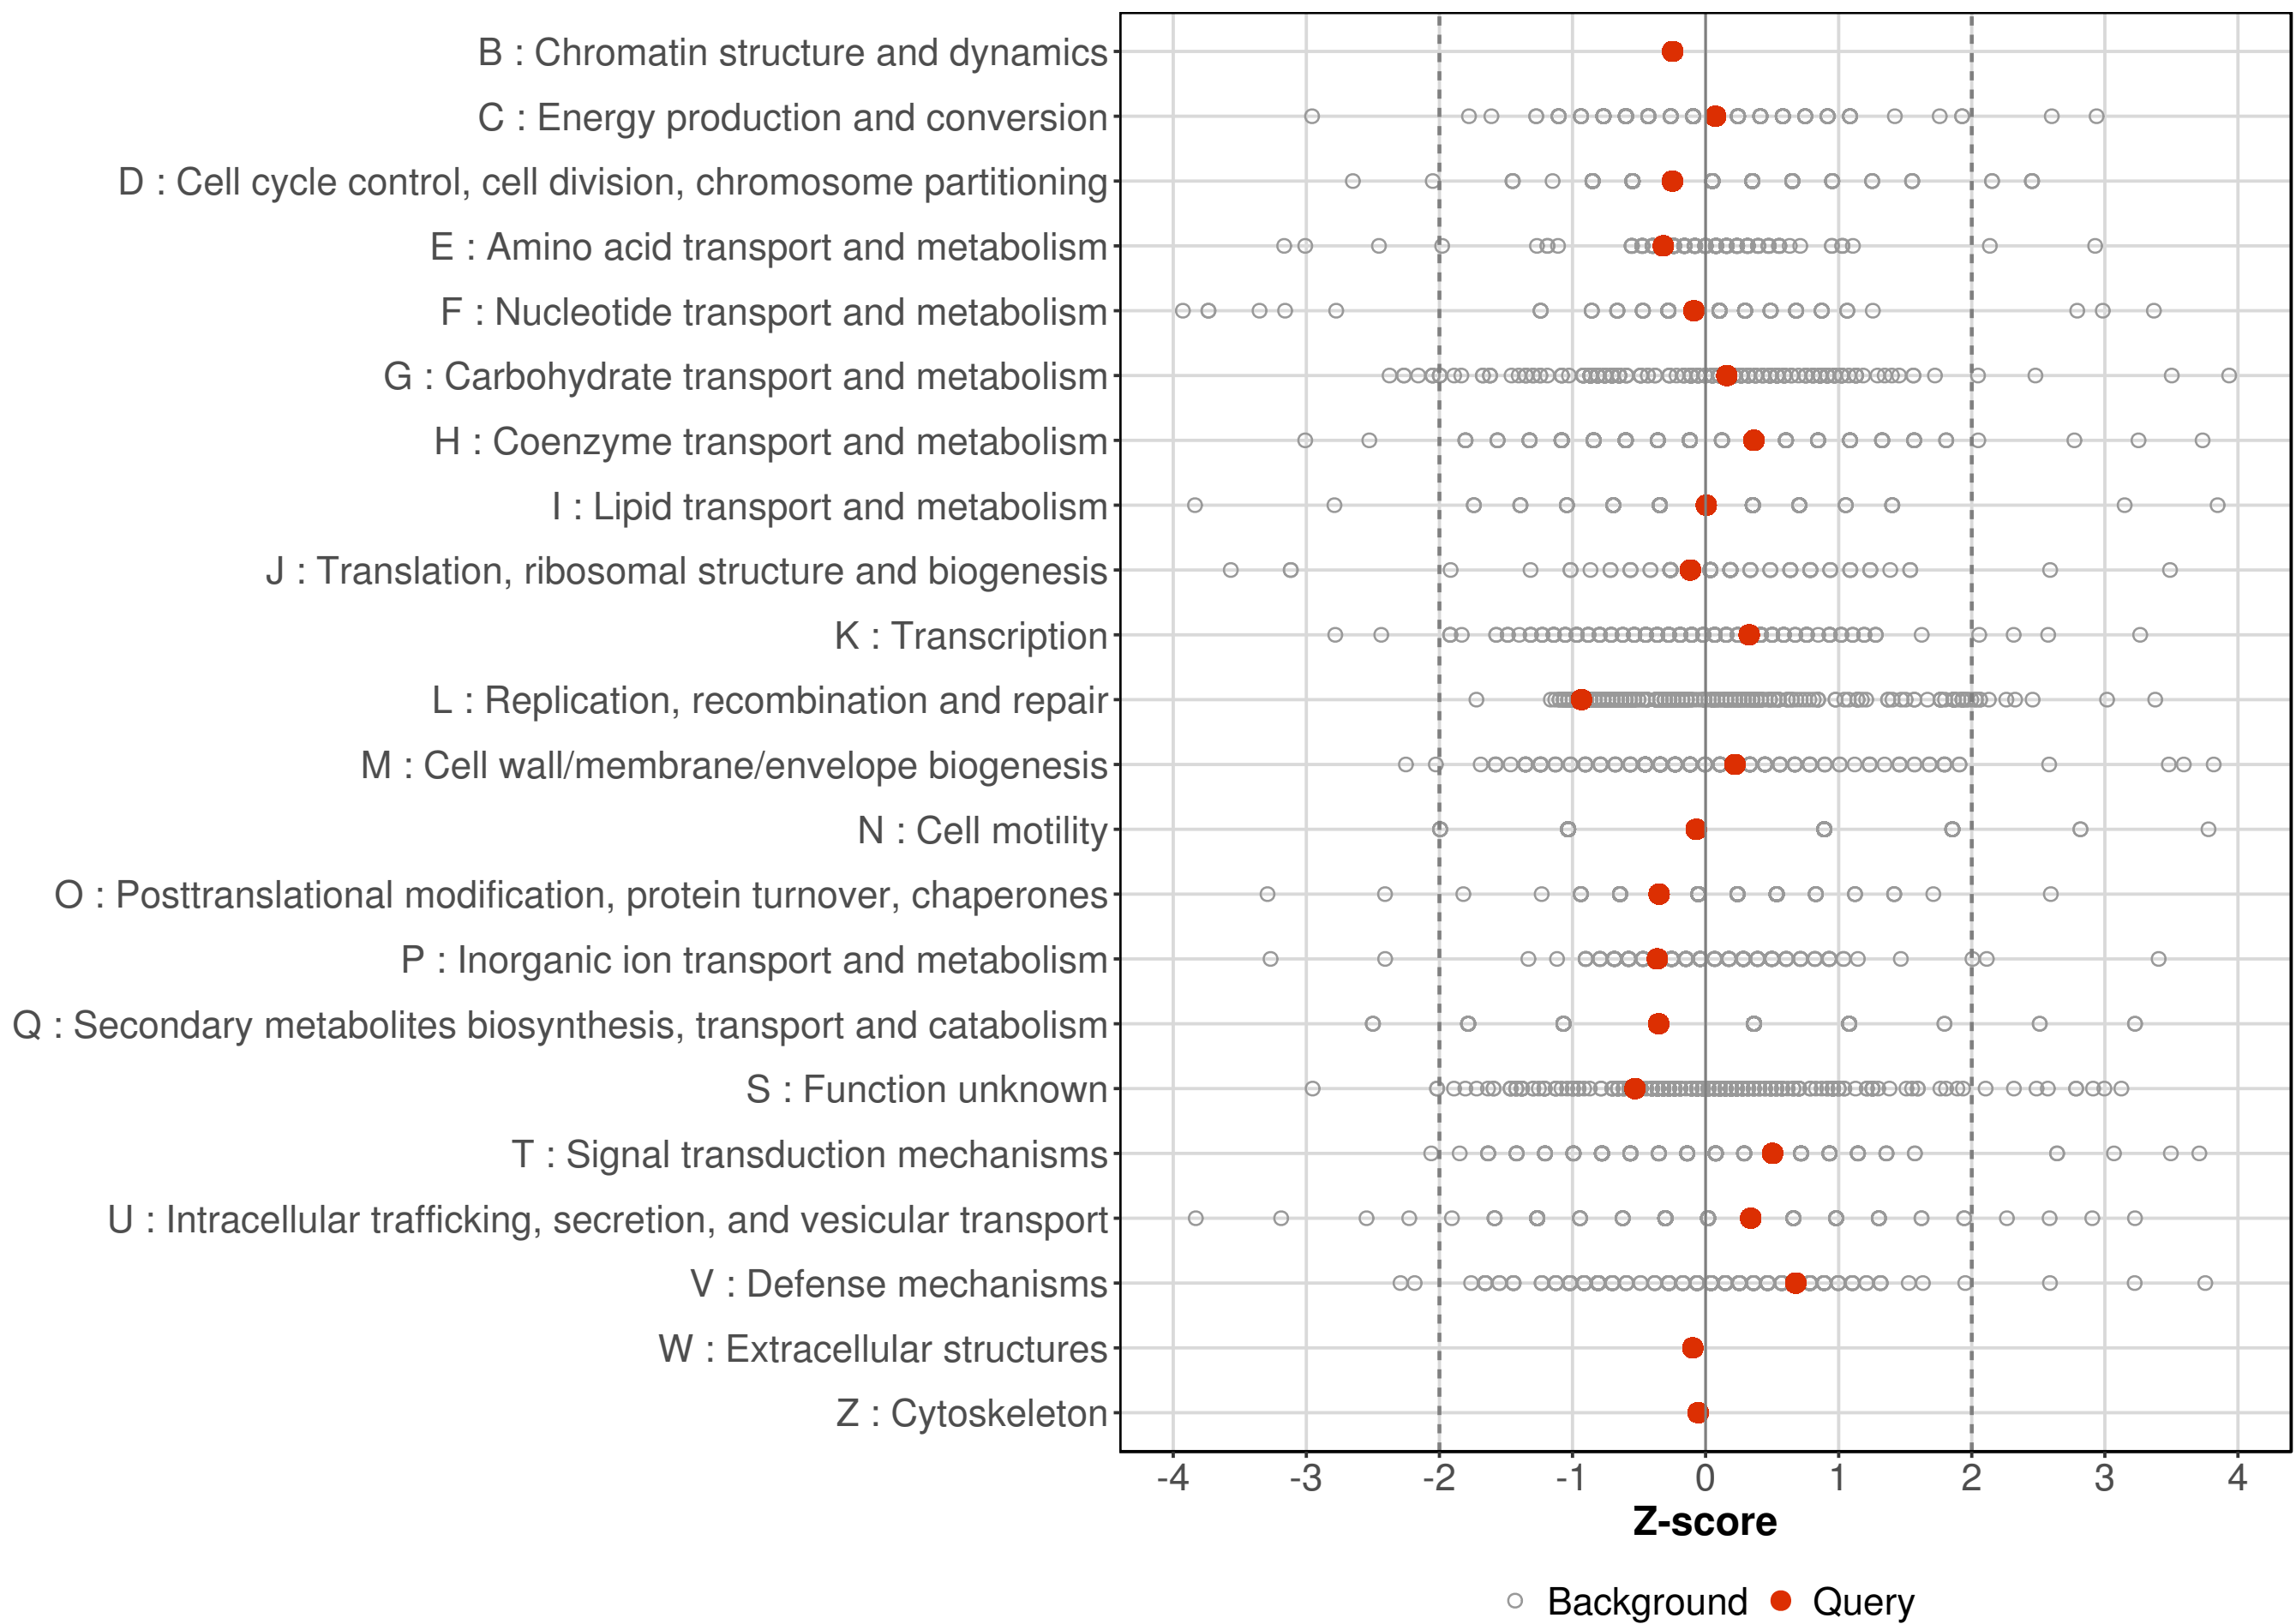 B : Chromatin structure and dynamics
C : Energy production and conversion
D : Cell cycle control, cell division, chromosome partitioning
E : Amino acid transport and metabolism
F : Nucleotide transport and metabolism
G : Carbohydrate transport and metabolism
H : Coenzyme transport and metabolism
I : Lipid transport and metabolism
J : Translation, ribosomal structure and biogenesis
K : Transcription
L : Replication, recombination and repair
M : Cell wall/membrane/envelope biogenesis
N : Cell motility
O : Posttranslational modification, protein turnover, chaperones
P : Inorganic ion transport and metabolism
Q : Secondary metabolites biosynthesis, transport and catabolism
S : Function unknown
T : Signal transduction mechanisms
U : Intracellular trafficking, secretion, and vesicular transport
V : Defense mechanisms
W : Extracellular structures
Z : Cytoskeleton
-4 -3 -2 -1 0 1 2 3 4
Z-score
Background Query